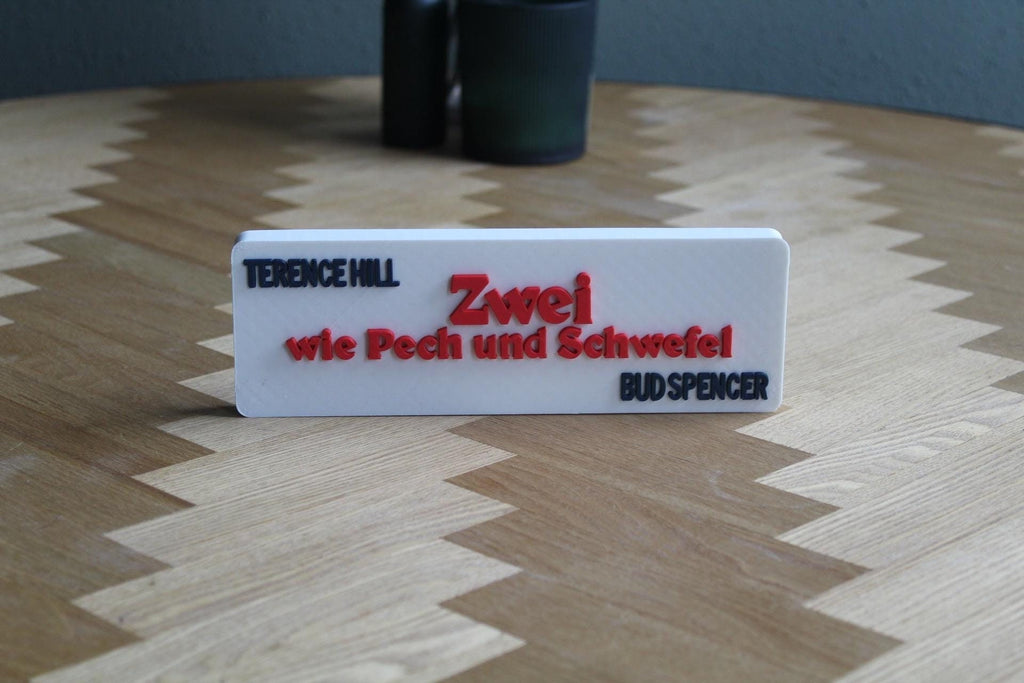 TERENCE HILL
Zwei
wie Pech und Schwefel
BUD SPENCER